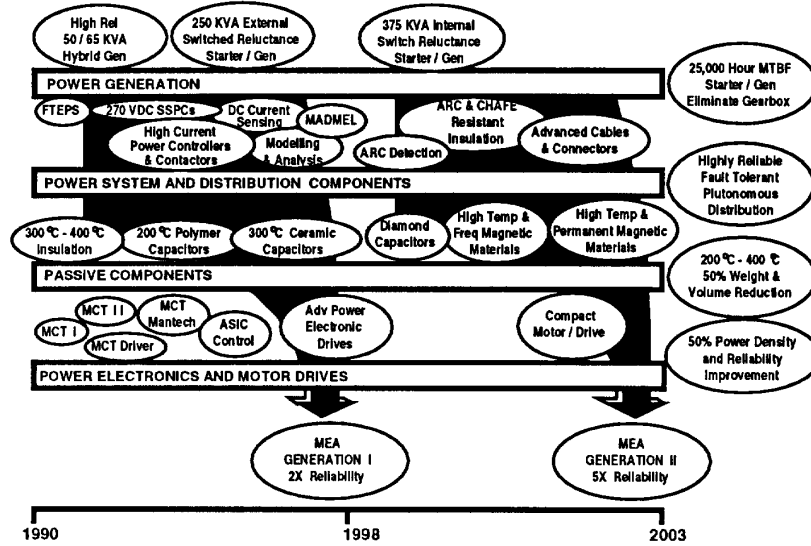 High Rel
50 / 65 KVA
Hybrid Gen
250 KVA External
Switched Reluctance
Starter / Gen
375 KVA Internal
Switch Reluctance
Starter / Gen
25,000 Hour MTBF
Starter / Gen
Eliminate Gearbox
POWER GENERATION
FTEPS
270 VDC SSPCs
DC Current
Sensing
MADMEL
High Current
Power Controllers
& Contactors
Modelling
& Analysis
ARC Detection
ARC & CHAFE
Resistant
Insulation
Advanced Cables
& Connectors
Highly Reliable
Fault Tolerant
Plutonomous
Distribution
POWER SYSTEM AND DISTRIBUTION COMPONENTS
300 °C - 400 °C
Insulation
200 °C Polymer
Capacitors
300 °C Ceramic
Capacitors
Diamond
Capacitors
High Temp &
Freq Magnetic
Materials
High Temp &
Permanent Magnetic
Materials
200 °C - 400 °C
50% Weight &
Volume Reduction
PASSIVE COMPONENTS
MCT I
MCT II
MCT
Mantech
MCT Driver
ASIC
Control
Adv Power
Electronic
Drives
Compact
Motor / Drive
50% Power Density
and Reliability
Improvement
POWER ELECTRONICS AND MOTOR DRIVES
MEA
GENERATION I
2X Reliability
MEA
GENERATION II
5X Reliability
1990
1998
2003